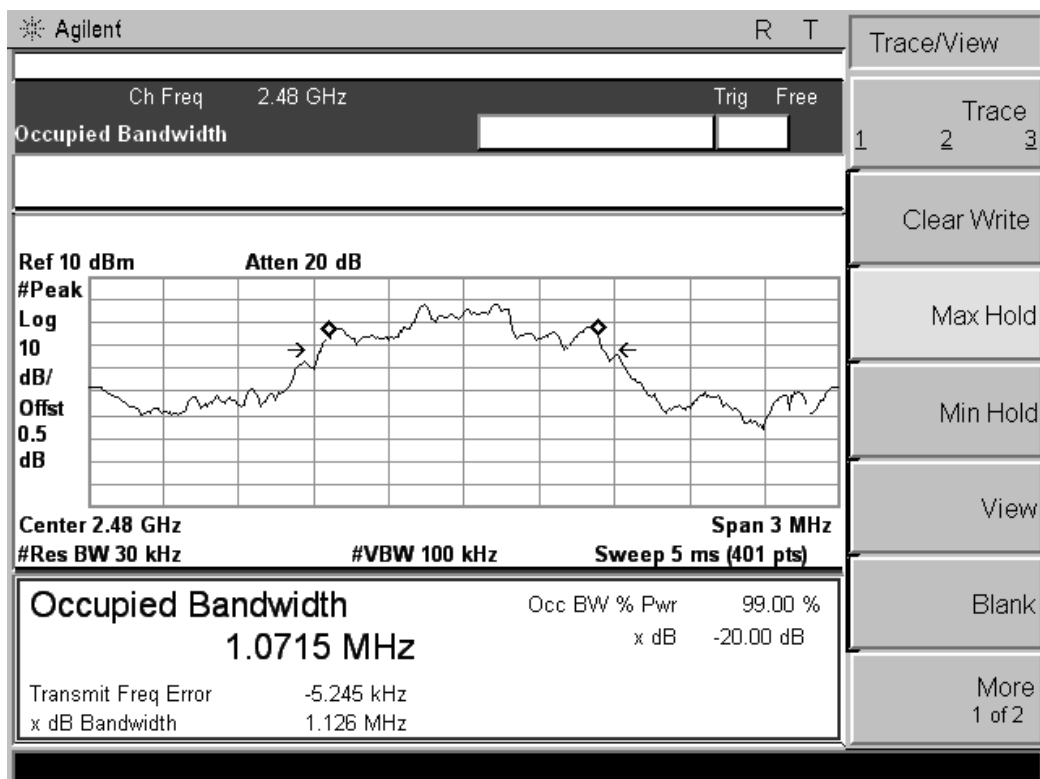 Agilent R T
Ch Freq 2.48 GHz Trig Free
Occupied Bandwidth
Ref 10 dBm Atten 20 dB
#Peak
Log
10
dB/
Offst
0.5
dB
Center 2.48 GHz Span 3 MHz
#Res BW 30 kHz #VBW 100 kHz Sweep 5 ms (401 pts)
Occupied Bandwidth
1.0715 MHz
Occ BW % Pwr 99.00 %
x dB -20.00 dB
Transmit Freq Error -5.245 kHz
x dB Bandwidth 1.126 MHz
Trace/View
Trace
1 2 3
Clear Write
Max Hold
Min Hold
View
Blank
More
1 of 2